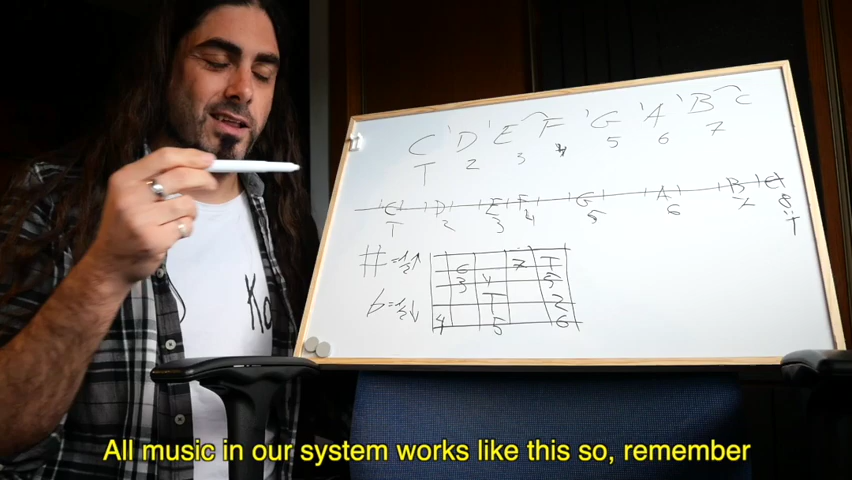 C 'D 'E F 'G 'A 'B C
T 2 3 4 5 6 7
C D E F G A B C
T 2 3 4 5 6 7 8:T
# = 1/2 ↑
b = 1/2 ↓
6 7 T
3 4 5
T 2
4 5 6
Ko
All music in our system works like this so, remember